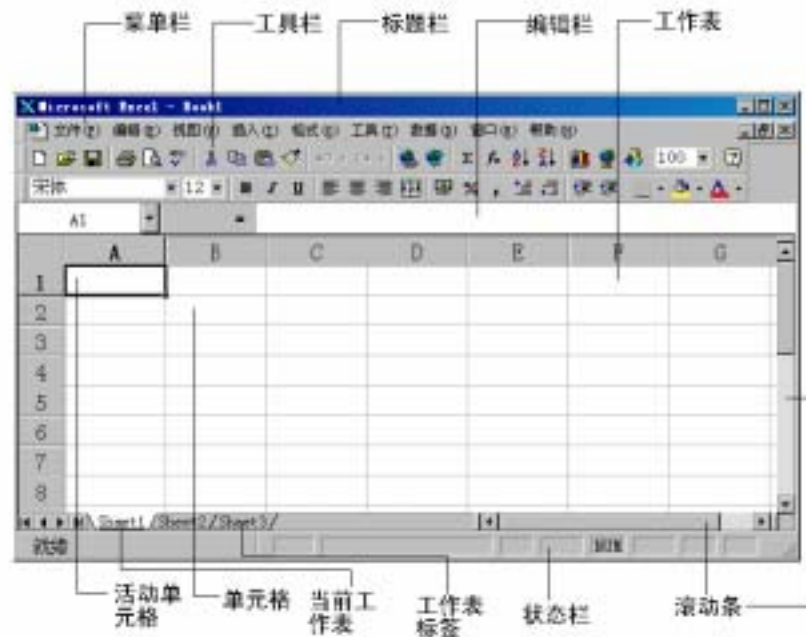 菜单栏 工具栏 标题栏 编辑栏 工作表
Microsoft Excel - Book1
文件(F) 编辑(E) 视图(V) 插入(I) 格式(O) 工具(T) 数据(D) 窗口(W) 帮助(H)
100
宋体 12 B I U % ,
A1 =
A B C D E F G
1
2
3
4
5
6
7
8
Sheet1 Sheet2 Sheet3
就绪 NUM
活动单
元格
单元格
当前工
作表
工作表
标签
状态栏
滚动条